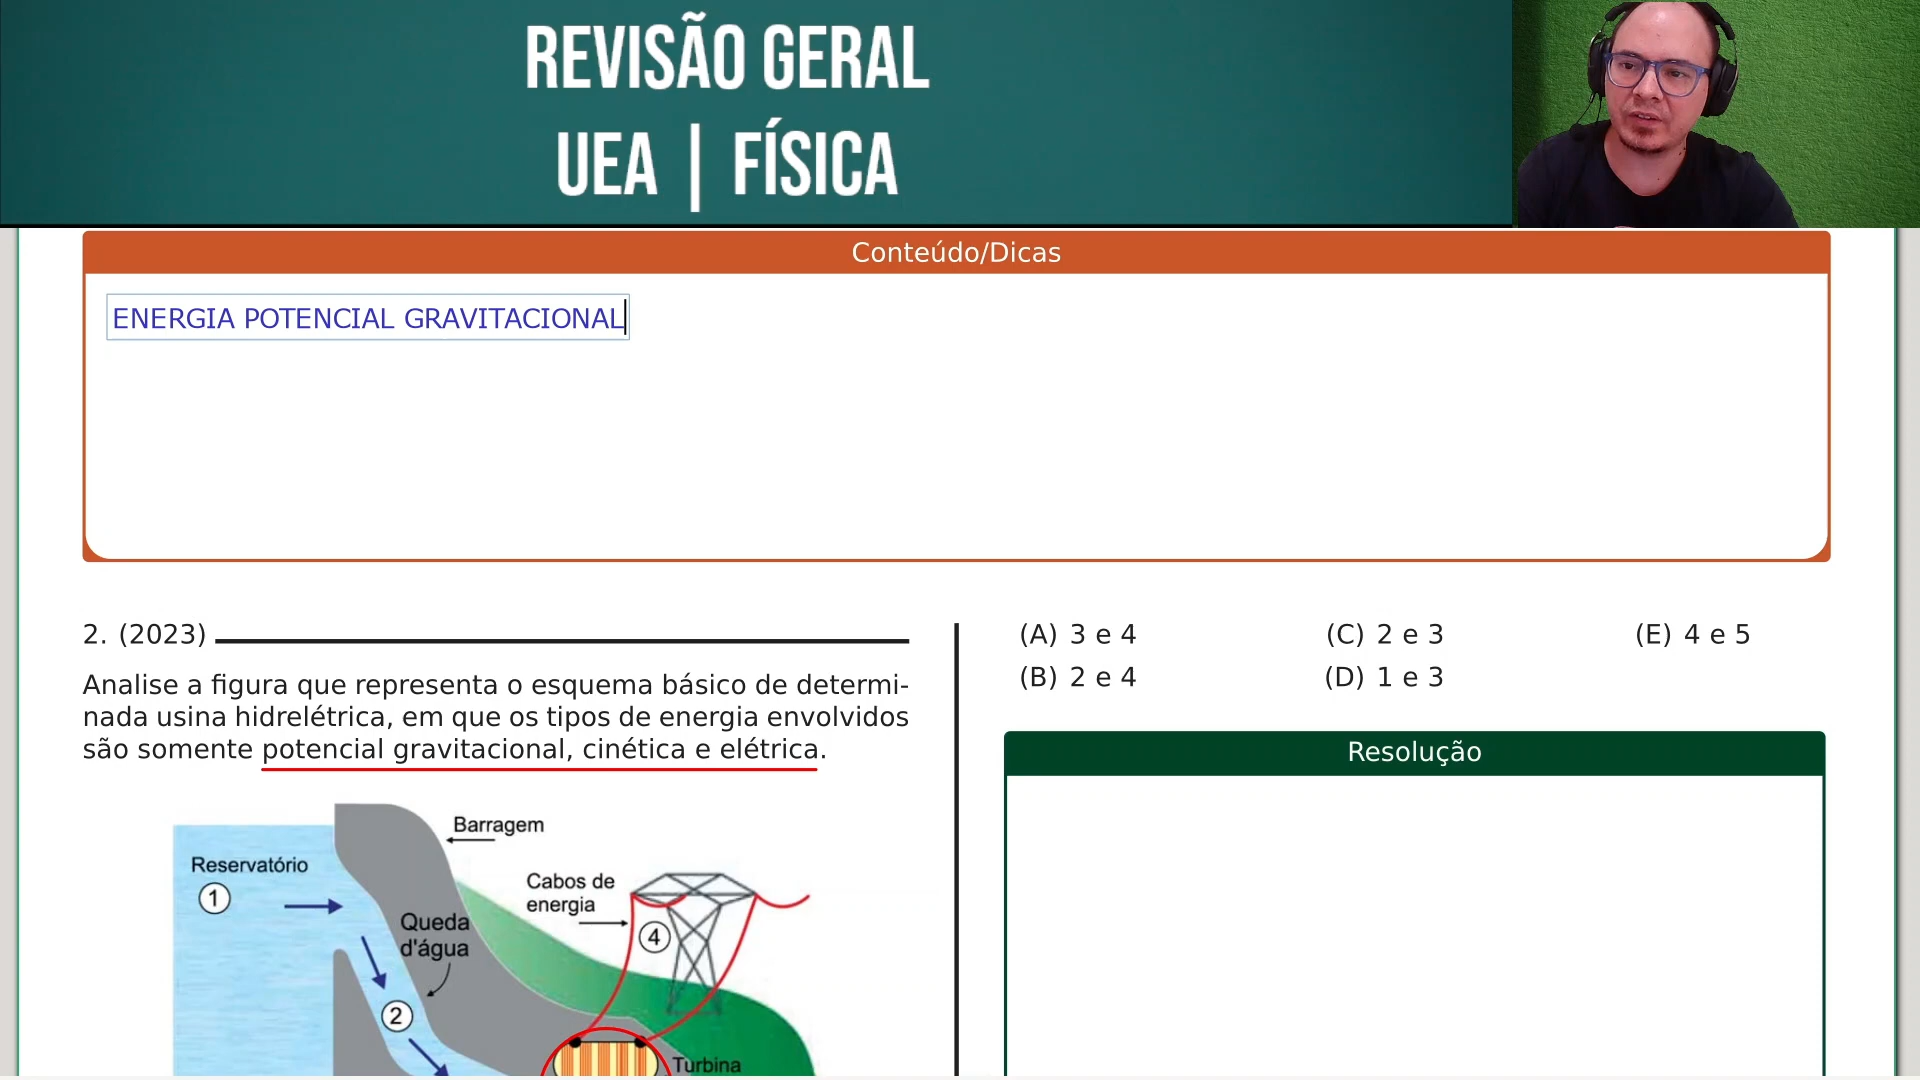 REVISÃO GERAL
UEA | FÍSICA
Conteúdo/Dicas
ENERGIA POTENCIAL GRAVITACIONAL
2. (2023)
Analise a figura que representa o esquema básico de determi-
nada usina hidrelétrica, em que os tipos de energia envolvidos
são somente potencial gravitacional, cinética e elétrica.
Barragem
Reservatório
1
Cabos de
energia
4
Queda
d'água
2
Turbina
(A) 3 e 4
(C) 2 e 3
(E) 4 e 5
(B) 2 e 4
(D) 1 e 3
Resolução